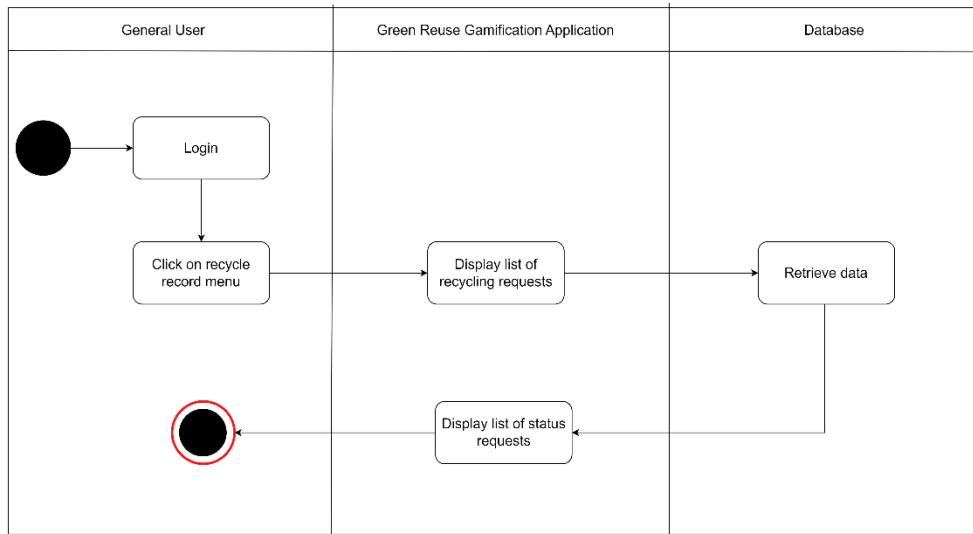 General User
Green Reuse Gamification Application
Database
Login
Click on recycle
record menu
Display list of
recycling requests
Retrieve data
Display list of status
requests